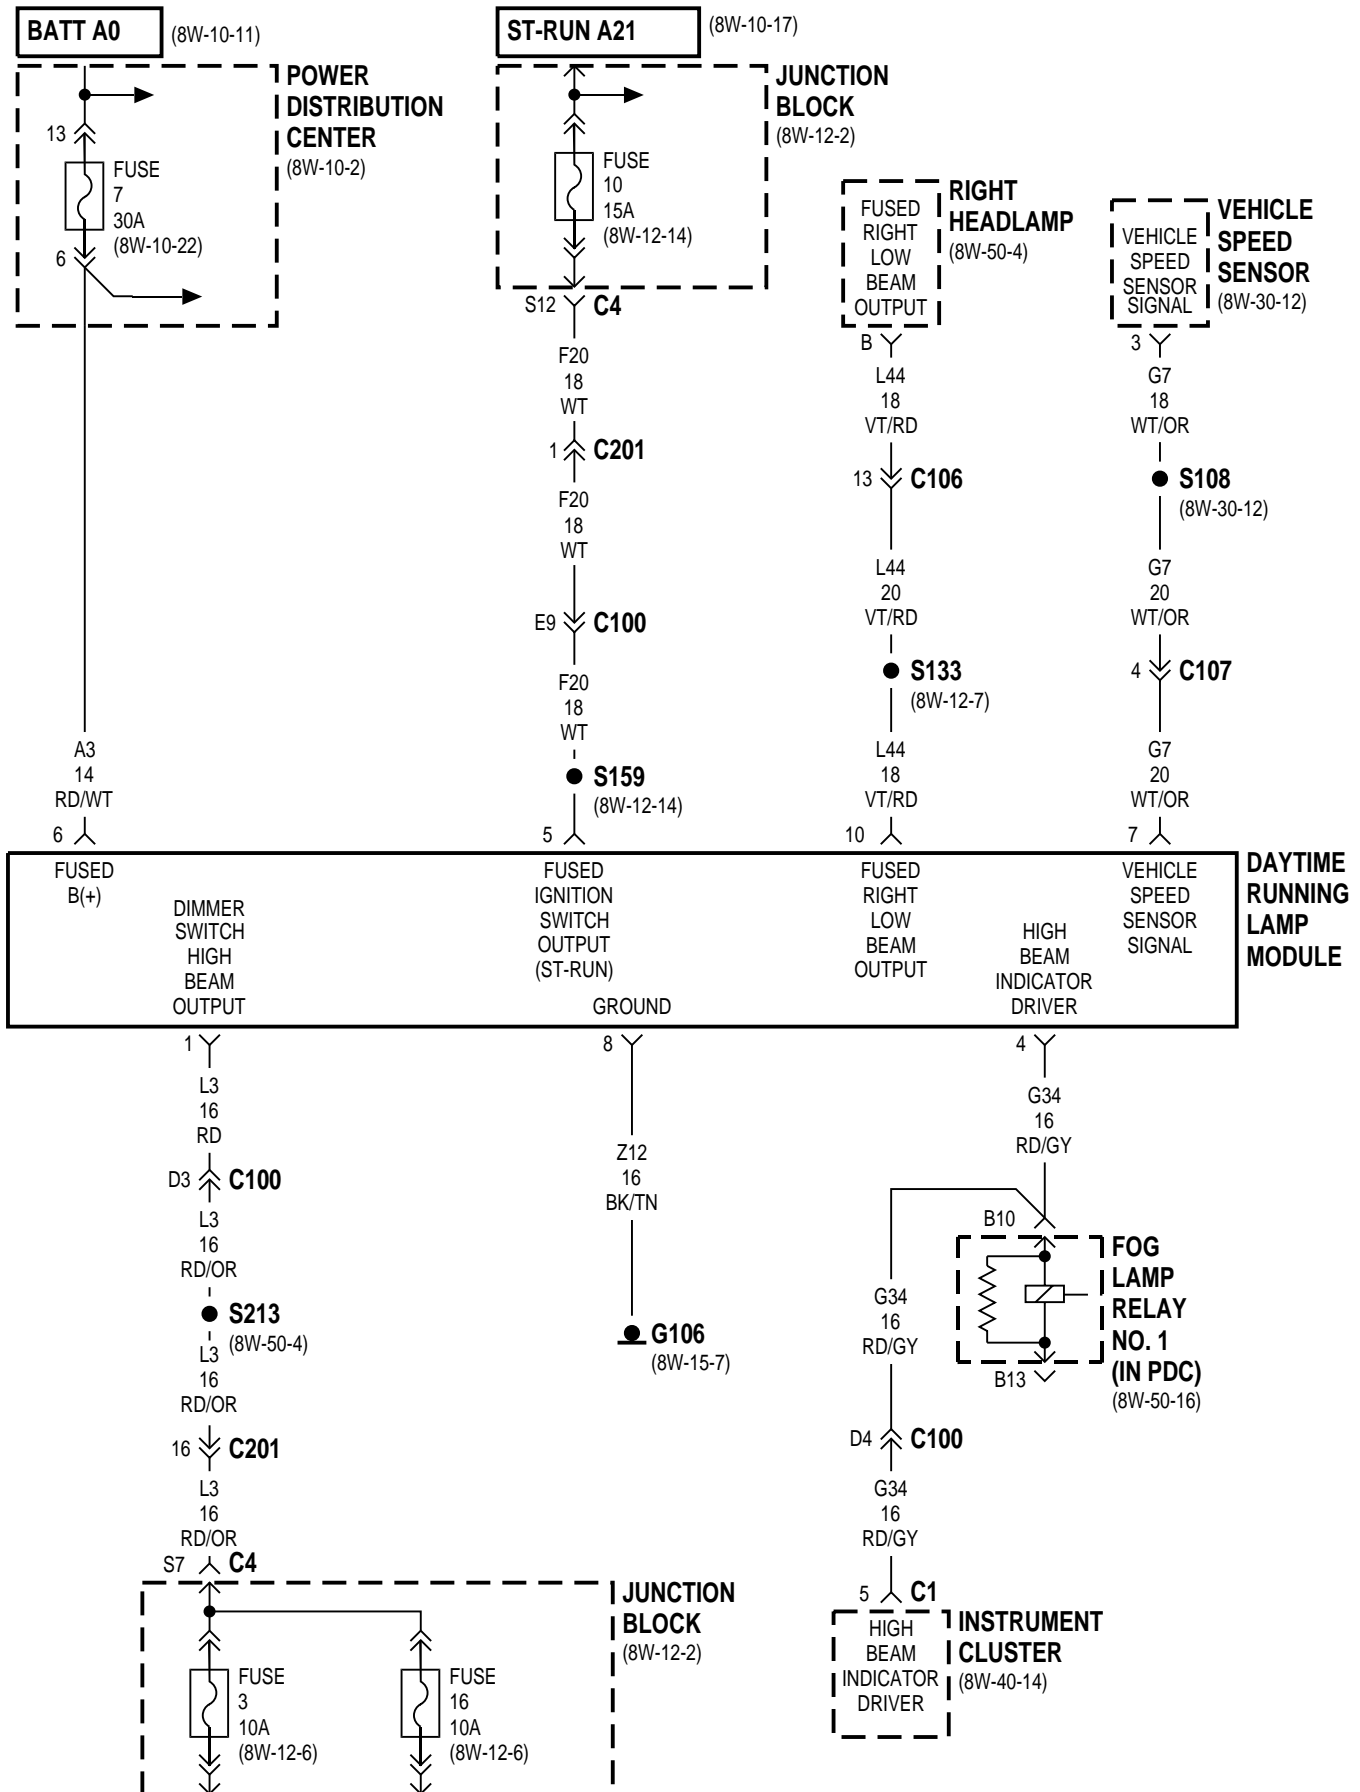 BATT A0
(8W-10-11)
ST-RUN A21
(8W-10-17)
POWER
DISTRIBUTION
CENTER
(8W-10-2)
13
FUSE
7
30A
(8W-10-22)
6
JUNCTION
BLOCK
(8W-12-2)
FUSE
10
15A
(8W-12-14)
S12
C4
FUSED
RIGHT
LOW
BEAM
OUTPUT
RIGHT
HEADLAMP
(8W-50-4)
VEHICLE
SPEED
SENSOR
SIGNAL
VEHICLE
SPEED
SENSOR
(8W-30-12)
A3
14
RD/WT
6
F20
18
WT
1
C201
F20
18
WT
E9
C100
F20
18
WT
S159
(8W-12-14)
5
B
L44
18
VT/RD
13
C106
L44
20
VT/RD
S133
(8W-12-7)
L44
18
VT/RD
10
3
G7
18
WT/OR
S108
(8W-30-12)
G7
20
WT/OR
4
C107
G7
20
WT/OR
7
FUSED
B(+)
DIMMER
SWITCH
HIGH
BEAM
OUTPUT
FUSED
IGNITION
SWITCH
OUTPUT
(ST-RUN)
GROUND
FUSED
RIGHT
LOW
BEAM
OUTPUT
HIGH
BEAM
INDICATOR
DRIVER
VEHICLE
SPEED
SENSOR
SIGNAL
DAYTIME
RUNNING
LAMP
MODULE
1
L3
16
RD
D3
C100
L3
16
RD/OR
S213
(8W-50-4)
L3
16
RD/OR
16
C201
L3
16
RD/OR
S7
C4
JUNCTION
BLOCK
(8W-12-2)
FUSE
3
10A
(8W-12-6)
FUSE
16
10A
(8W-12-6)
8
Z12
16
BK/TN
G106
(8W-15-7)
4
G34
16
RD/GY
B10
FOG
LAMP
RELAY
NO. 1
(IN PDC)
(8W-50-16)
B13
G34
16
RD/GY
D4
C100
G34
16
RD/GY
5
C1
HIGH
BEAM
INDICATOR
DRIVER
INSTRUMENT
CLUSTER
(8W-40-14)